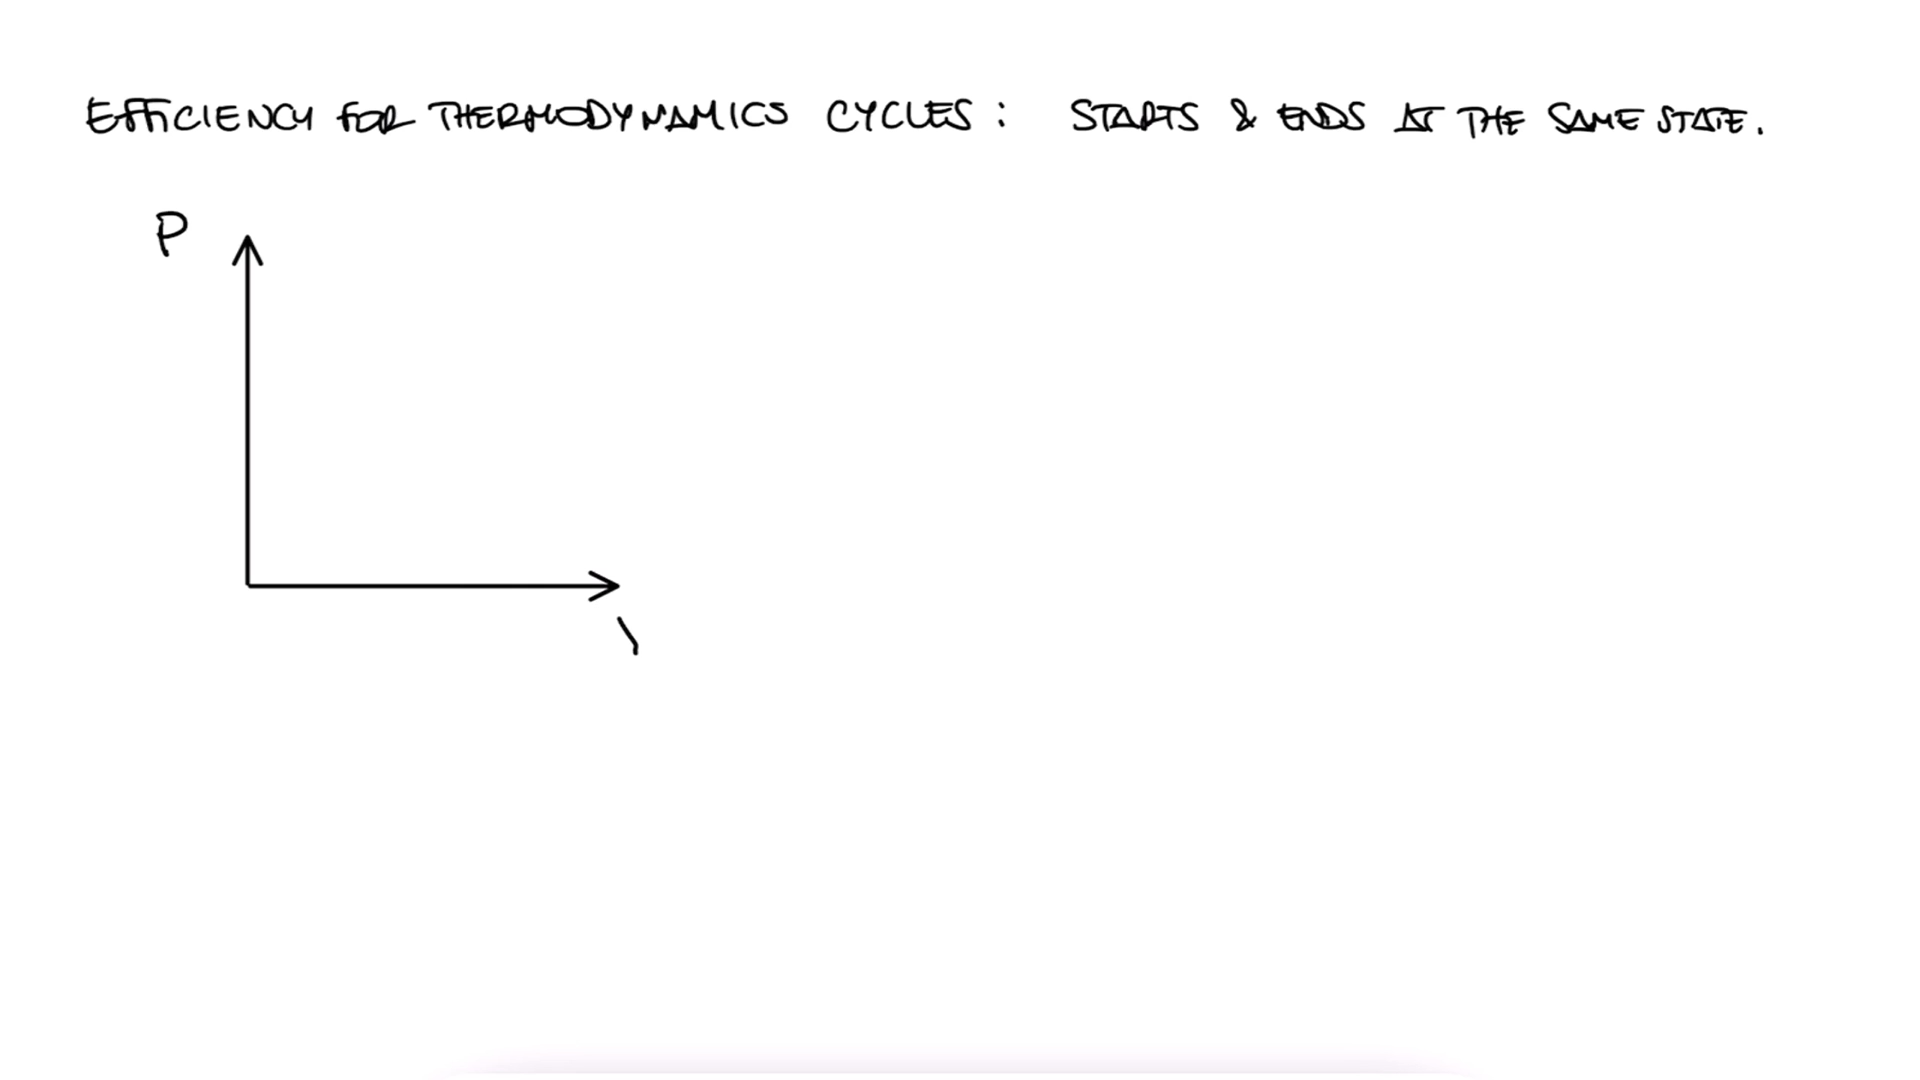 EFFICIENCY FOR THERMODYNAMICS CYCLES: STARTS & ENDS AT THE SAME STATE.
P